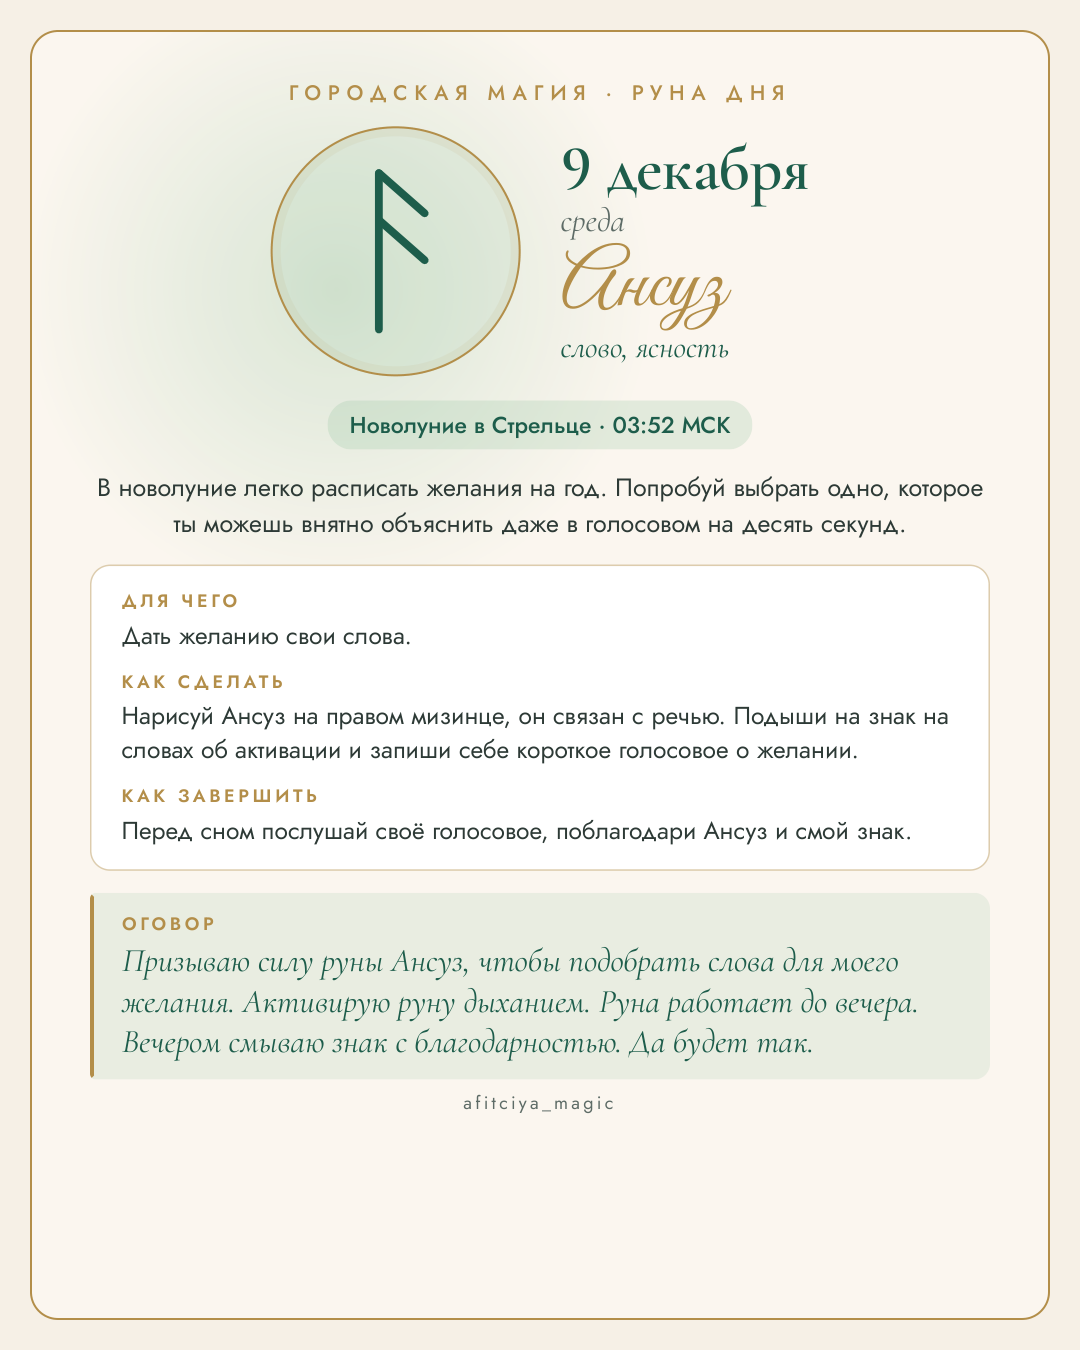 ГОРОДСКАЯ МАГИЯ · РУНА ДНЯ
9 декабря
среда
Ансуз
слово, ясность
Новолуние в Стрельце · 03:52 МСК
В новолуние легко расписать желания на год. Попробуй выбрать одно, которое
ты можешь внятно объяснить даже в голосовом на десять секунд.
ДЛЯ ЧЕГО
Дать желанию свои слова.
КАК СДЕЛАТЬ
Нарисуй Ансуз на правом мизинце, он связан с речью. Подыши на знак на
словах об активации и запиши себе короткое голосовое о желании.
КАК ЗАВЕРШИТЬ
Перед сном послушай своё голосовое, поблагодари Ансуз и смой знак.
ОГОВОР
Призываю силу руны Ансуз, чтобы подобрать слова для моего
желания. Активирую руну дыханием. Руна работает до вечера.
Вечером смываю знак с благодарностью. Да будет так.
afitciya_magic